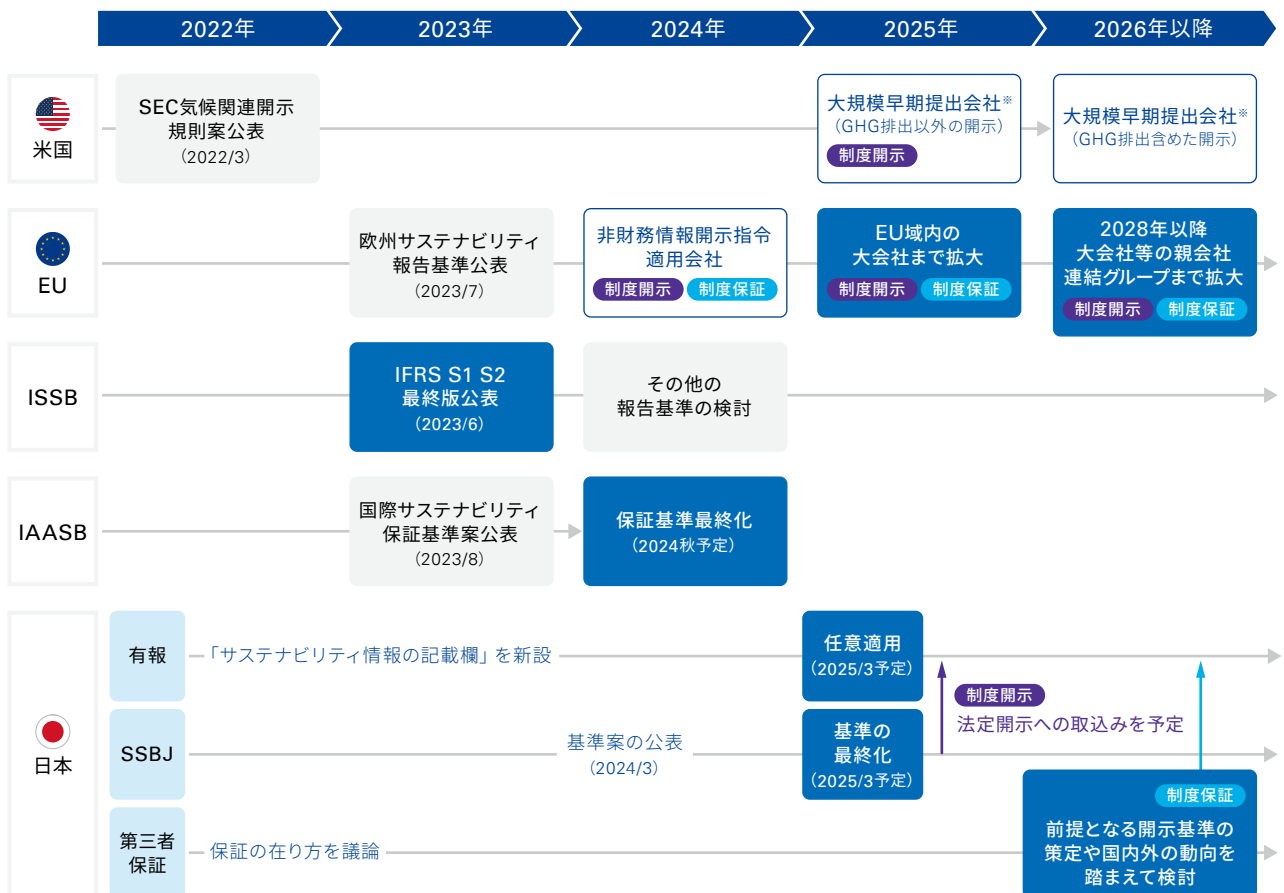 2022年
2023年
2024年
2025年
2026年以降
米国
SEC気候関連開示
規則案公表
（2022/3）
大規模早期提出会社※
（GHG排出以外の開示）
制度開示
大規模早期提出会社※
（GHG排出含めた開示）
EU
欧州サステナビリティ
報告基準公表
（2023/7）
非財務情報開示指令
適用会社
制度開示
制度保証
EU域内の
大会社まで拡大
制度開示
制度保証
2028年以降
大会社等の親会社
連結グループまで拡大
制度開示
制度保証
ISSB
IFRS S1 S2
最終版公表
（2023/6）
その他の
報告基準の検討
IAASB
国際サステナビリティ
保証基準案公表
（2023/8）
保証基準最終化
（2024秋予定）
日本
有報
「サステナビリティ情報の記載欄」を新設
任意適用
（2025/3予定）
制度開示
法定開示への取込みを予定
SSBJ
基準案の公表
（2024/3）
基準の
最終化
（2025/3予定）
第三者
保証
保証の在り方を議論
制度保証
前提となる開示基準の
策定や国内外の動向を
踏まえて検討